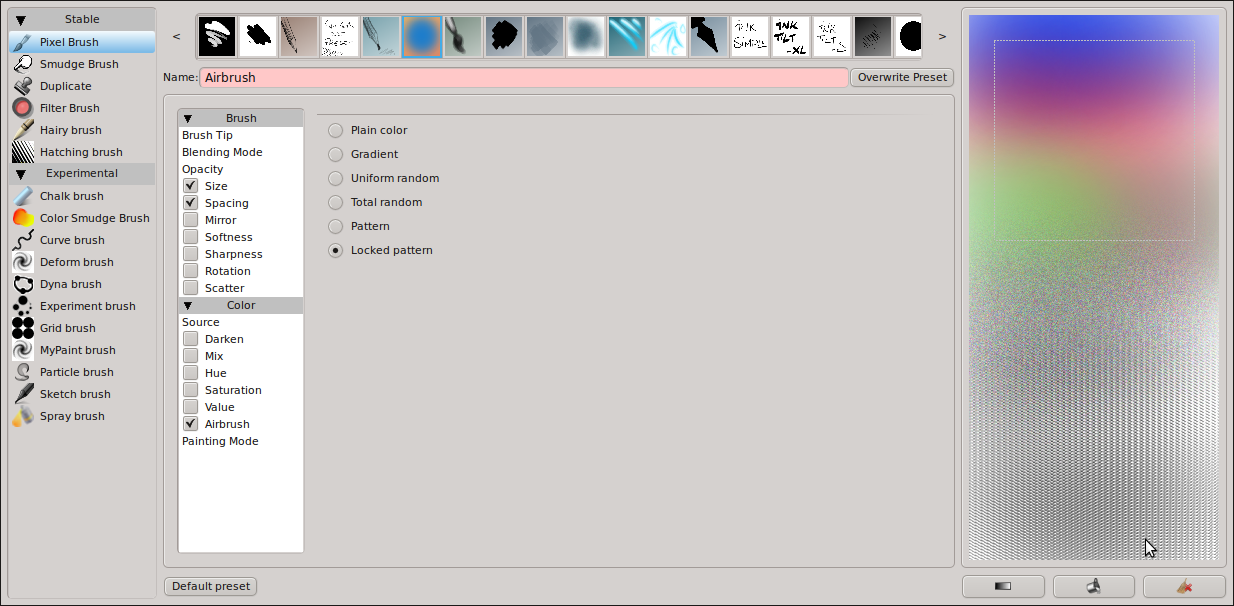 Stable
Pixel Brush
Smudge Brush
Duplicate
Filter Brush
Hairy brush
Hatching brush
Experimental
Chalk brush
Color Smudge Brush
Curve brush
Deform brush
Dyna brush
Experiment brush
Grid brush
MyPaint brush
Particle brush
Sketch brush
Spray brush
<
INK
SIMPLE
INK
TILT
-XL
INK
TILT
>
Name:
Airbrush
Overwrite Preset
Brush
Brush Tip
Blending Mode
Opacity
Size
Spacing
Mirror
Softness
Sharpness
Rotation
Scatter
Color
Source
Darken
Mix
Hue
Saturation
Value
Airbrush
Painting Mode
Plain color
Gradient
Uniform random
Total random
Pattern
Locked pattern
Default preset